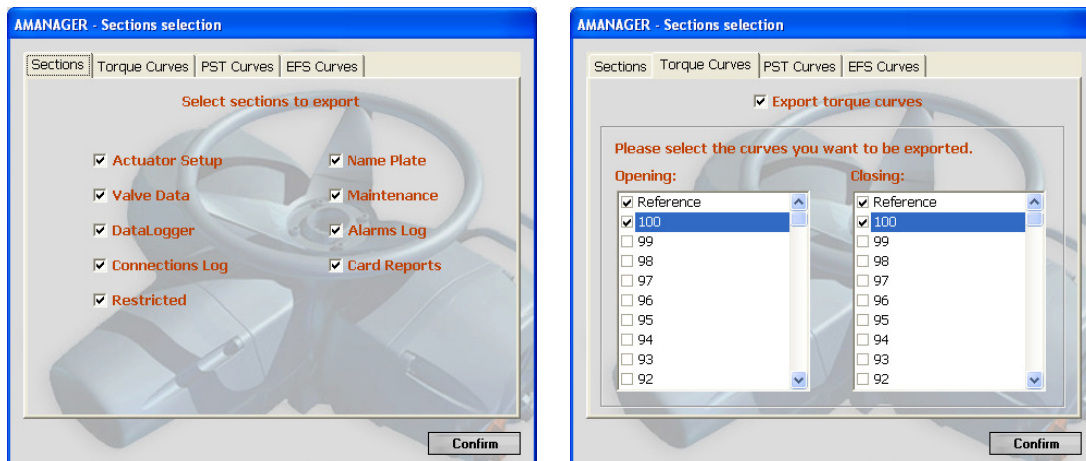 AMANAGER - Sections selection
Sections Torque Curves PST Curves EFS Curves
Select sections to export
Actuator Setup Name Plate
Valve Data Maintenance
DataLogger Alarms Log
Connections Log Card Reports
Restricted
Confirm
AMANAGER - Sections selection
Sections Torque Curves PST Curves EFS Curves
Export torque curves
Please select the curves you want to be exported.
Opening: Closing:
Reference Reference
100 100
99 99
98 98
97 97
96 96
95 95
94 94
93 93
92 92
Confirm